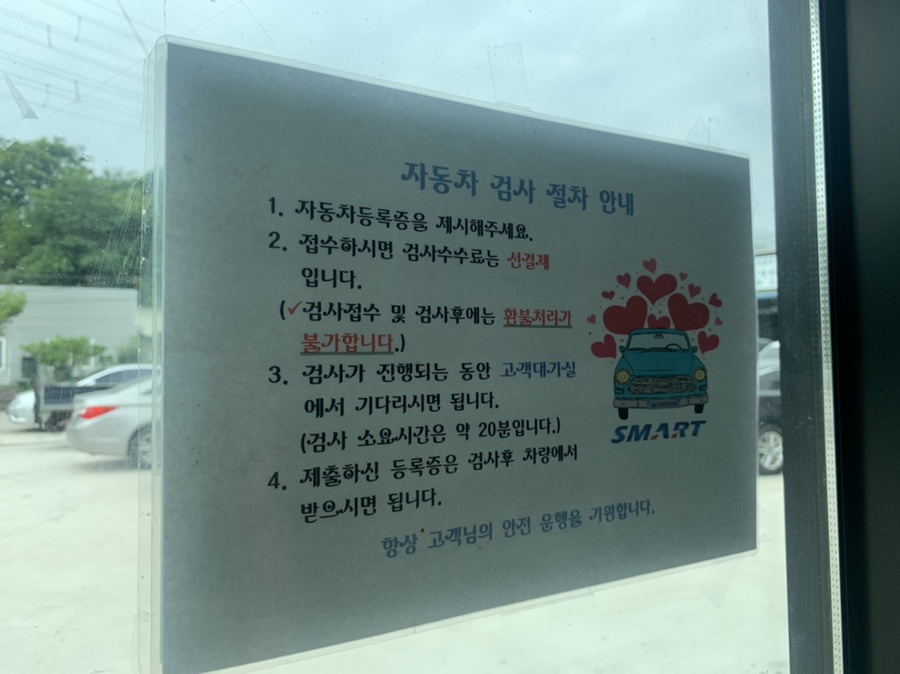 자동차 검사 절차 안내
1. 자동차등록증을 제시해주세요.
2. 접수하시면 검사수수료는 선결제
입니다.
(✓검사접수 및 검사후에는 환불처리가
불가합니다.)
3. 검사가 진행되는 동안 고객대기실
에서 기다리시면 됩니다.
(검사 소요시간은 약 20분입니다.)
SMART
4. 제출하신 등록증은 검사후 차량에서
받으시면 됩니다.
항상 고객님의 안전 운행을 기원합니다.